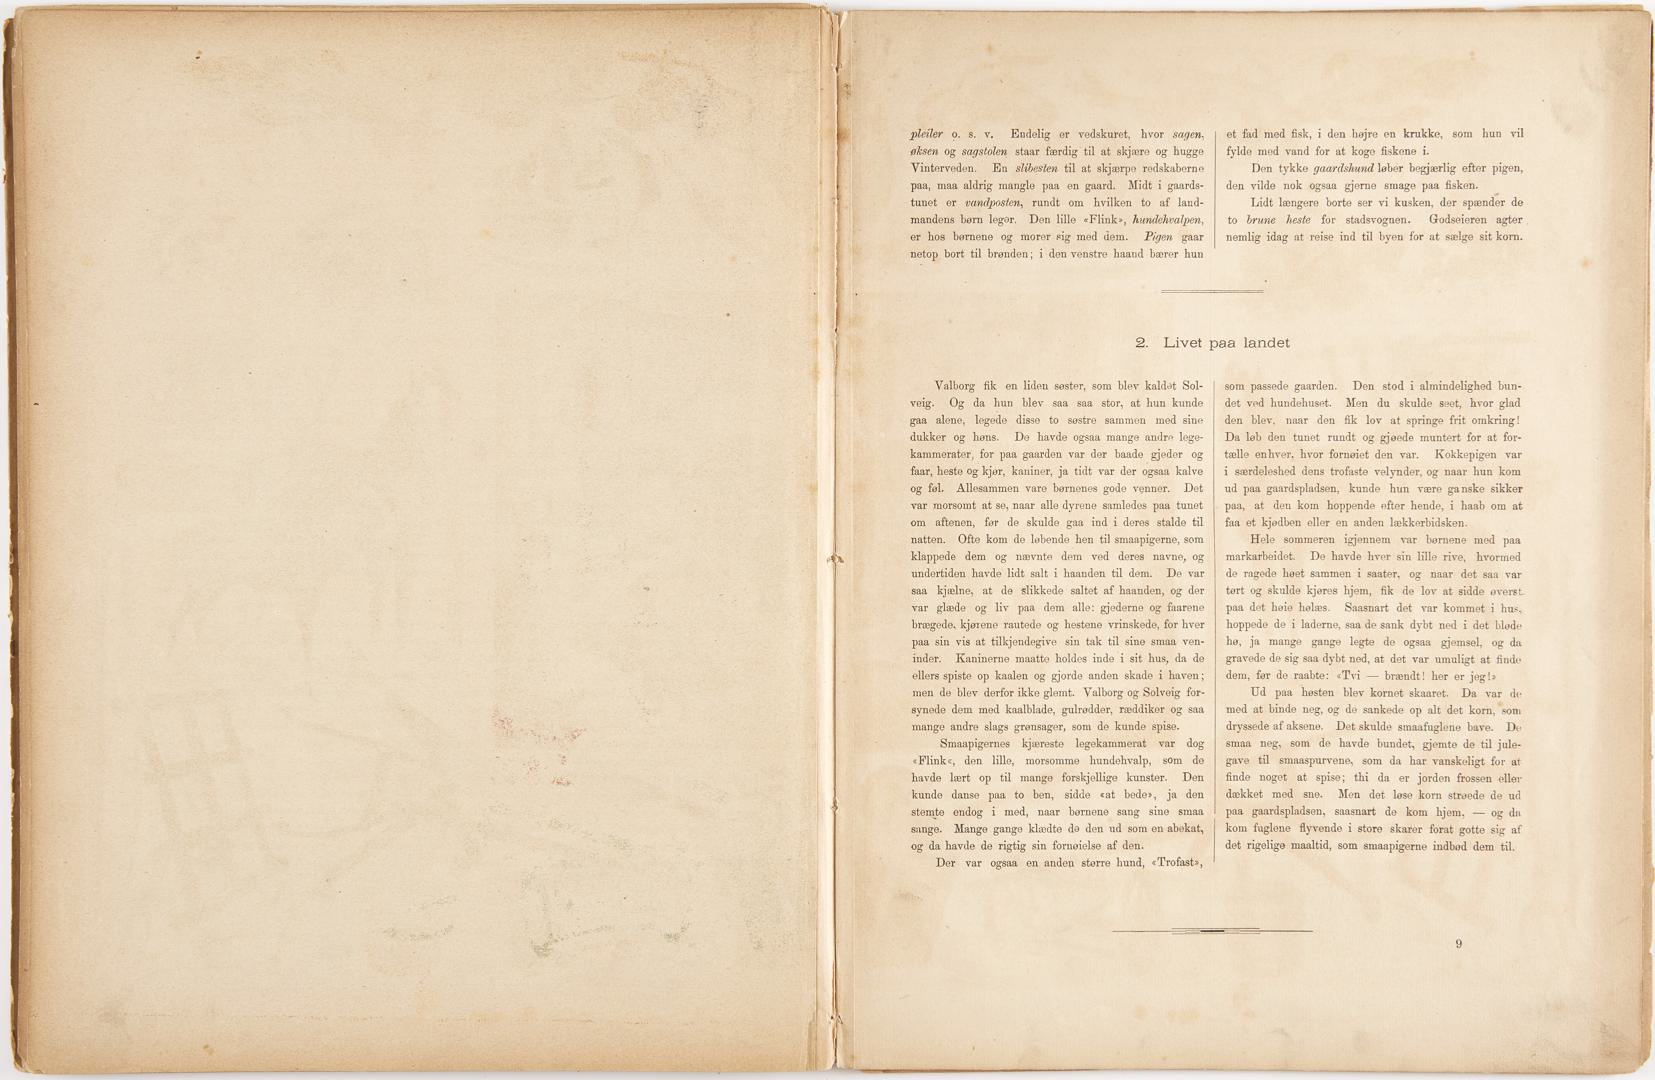 pleiler o. s. v. Endelig er vedskuret, hvor sagen,
øksen og sagstolen staar færdig til at skjære og hugge
Vinterveden. En slibesten til at skjærpe redskaberne
paa, maa aldrig mangle paa en gaard. Midt i gaards-
tunet er vandposten, rundt om hvilken to af land-
mandens børn leger. Den lille «Flink», hundehvalpen,
er hos børnene og morer sig med dem. Pigen gaar
netop bort til brønden; i den venstre haand bærer hun
et fad med fisk, i den højre en krukke, som hun vil
fylde med vand for at koge fiskene i.
Den tykke gaardshund løber begjærlig efter pigen,
den vilde nok ogsaa gjerne smage paa fisken.
Lidt længere borte ser vi kusken, der spænder de
to brune heste for stadsvognen. Godseieren agter
nemlig idag at reise ind til byen for at sælge sit korn.
2. Livet paa landet
Valborg fik en liden søster, som blev kaldet Sol-
veig. Og da hun blev saa saa stor, at hun kunde
gaa alene, legede disse to søstre sammen med sine
dukker og høns. De havde ogsaa mange andre lege-
kammerater, for paa gaarden var der baade gjeder og
faar, heste og kjør, kaniner, ja tidt var der ogsaa kalve
og føl. Allesammen vare børnenes gode venner. Det
var morsomt at se, naar alle dyrene samledes paa tunet
om aftenen, før de skulde gaa ind i deres stalde til
natten. Ofte kom de løbende hen til smaapigerne, som
klappede dem og nævnte dem ved deres navne, og
undertiden havde lidt salt i haanden til dem. De var
saa kjælne, at de slikkede saltet af haanden, og der
var glæde og liv paa dem alle: gjederne og faarene
brægede, kjørene rautede og hestene vrinskede, for hver
paa sin vis at tilkjendegive sin tak til sine smaa ven-
inder. Kaninerne maatte holdes inde i sit hus, da de
ellers spiste op kaalen og gjorde anden skade i haven;
men de blev derfor ikke glemt. Valborg og Solveig for-
synede dem med kaalblade, gulrødder, ræddiker og saa
mange andre slags grønsager, som de kunde spise.
Smaapigernes kjæreste legekammerat var dog
«Flink«, den lille, morsomme hundehvalp, som de
havde lært op til mange forskjellige kunster. Den
kunde danse paa to ben, sidde «at bede», ja den
stemte endog i med, naar børnene sang sine smaa
sange. Mange gange klædte de den ud som en abekat,
og da havde de rigtig sin fornøielse af den.
Der var ogsaa en anden større hund, «Trofast»,
som passede gaarden. Den stod i almindelighed bun-
det ved hundehuset. Men du skulde seet, hvor glad
den blev, naar den fik lov at springe frit omkring!
Da løb den tunet rundt og gjøede muntert for at for-
tælle enhver, hvor fornøiet den var. Kokkepigen var
i særdeleshed dens trofaste velynder, og naar hun kom
ud paa gaardspladsen, kunde hun være ganske sikker
paa, at den kom hoppende efter hende, i haab om at
faa et kjødben eller en anden lækkerbidsken.
Hele sommeren igjennem var børnene med paa
markarbeidet. De havde hver sin lille rive, hvormed
de ragede høet sammen i saater, og naar det saa var
tørt og skulde kjøres hjem, fik de lov at sidde øverst
paa det høie hølæs. Saasnart det var kommet i hus,
hoppede de i laderne, saa de sank dybt ned i det bløde
hø, ja mange gange legte de ogsaa gjemsel, og da
gravede de sig saa dybt ned, at det var umuligt at finde
dem, før de raabte: «Tvi — brændt! her er jeg!»
Ud paa høsten blev kornet skaaret. Da var de
med at binde neg, og de sankede op alt det korn, som
dryssede af aksene. Det skulde smaafuglene have. De
smaa neg, som de havde bundet, gjemte de til jule-
gave til smaaspurvene, som da har vanskeligt for at
finde noget at spise; thi da er jorden frossen eller
dækket med sne. Men det løse korn strøede de ud
paa gaardspladsen, saasnart de kom hjem, — og da
kom fuglene flyvende i store skarer forat gotte sig af
det rigelige maaltid, som smaapigerne indbød dem til.
9